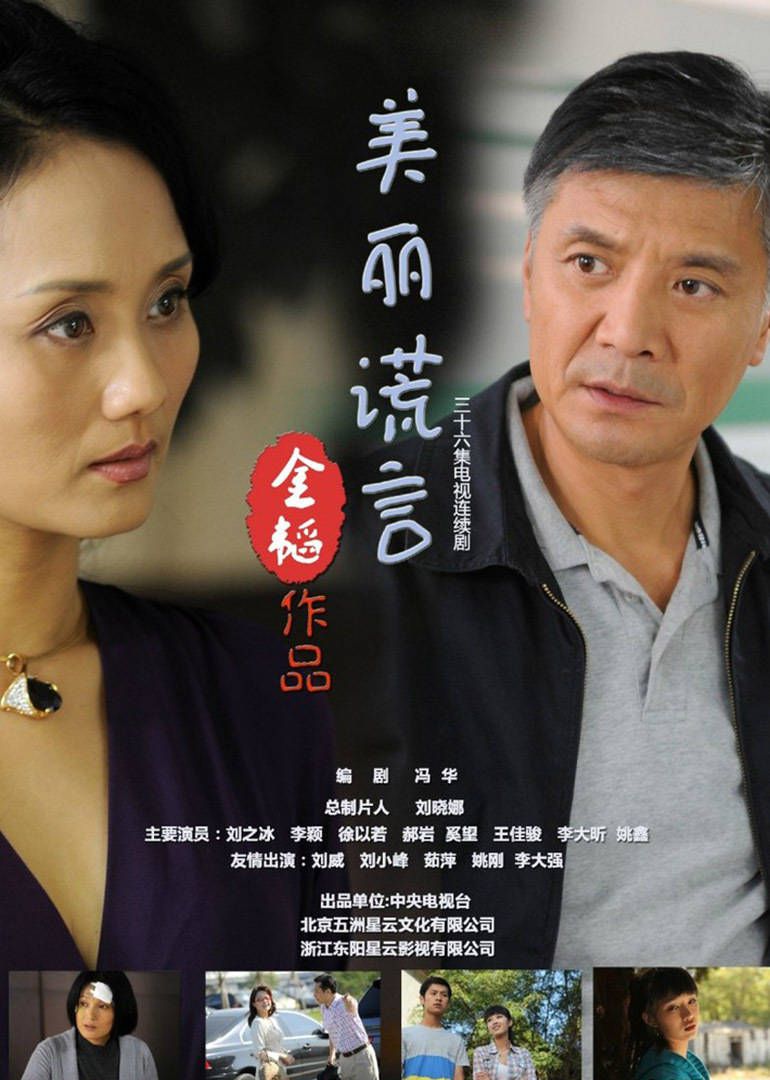 美丽谎言
三十六集电视连续剧
金韬
作品
编剧 冯华
总制片人 刘晓娜
主要演员：刘之冰 李颖 徐以若 郝岩 奚望 王佳骏 李大昕 姚鑫
友情出演：刘威 刘小峰 茹萍 姚刚 李大强
出品单位:中央电视台
北京五洲星云文化有限公司
浙江东阳星云影视有限公司